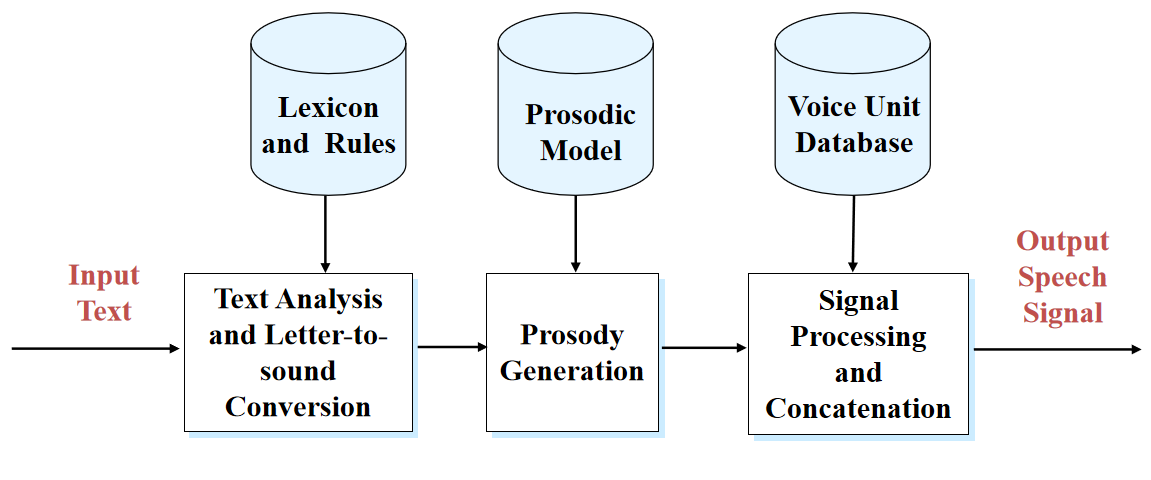 Lexicon
and Rules
Prosodic
Model
Voice Unit
Database
Input
Text
Text Analysis
and Letter-to-
sound
Conversion
Prosody
Generation
Signal
Processing
and
Concatenation
Output
Speech
Signal